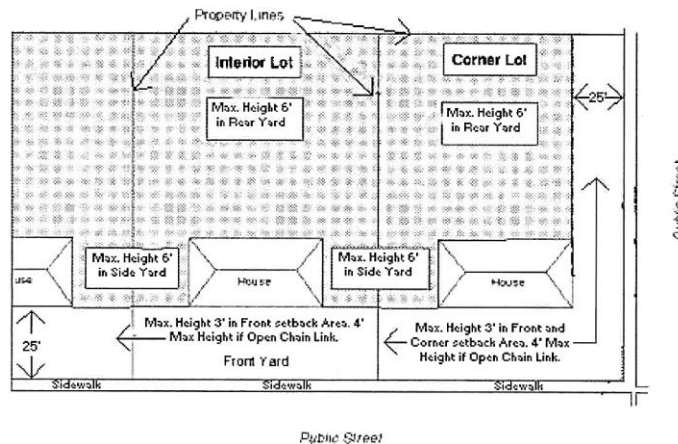 Property Lines
Interior Lot
Corner Lot
Max. Height 6'
in Rear Yard
Max. Height 6'
in Rear Yard
25'
Public Street
Max. Height 6'
in Side Yard
Max. Height 6'
in Side Yard
use
House
House
25'
Max. Height 3' in Front setback Area. 4'
Max Height if Open Chain Link.
Front Yard
Max. Height 3' in Front and
Corner setback Area. 4' Max
Height if Open Chain Link.
Sidewalk
Sidewalk
Sidewalk
Public Street